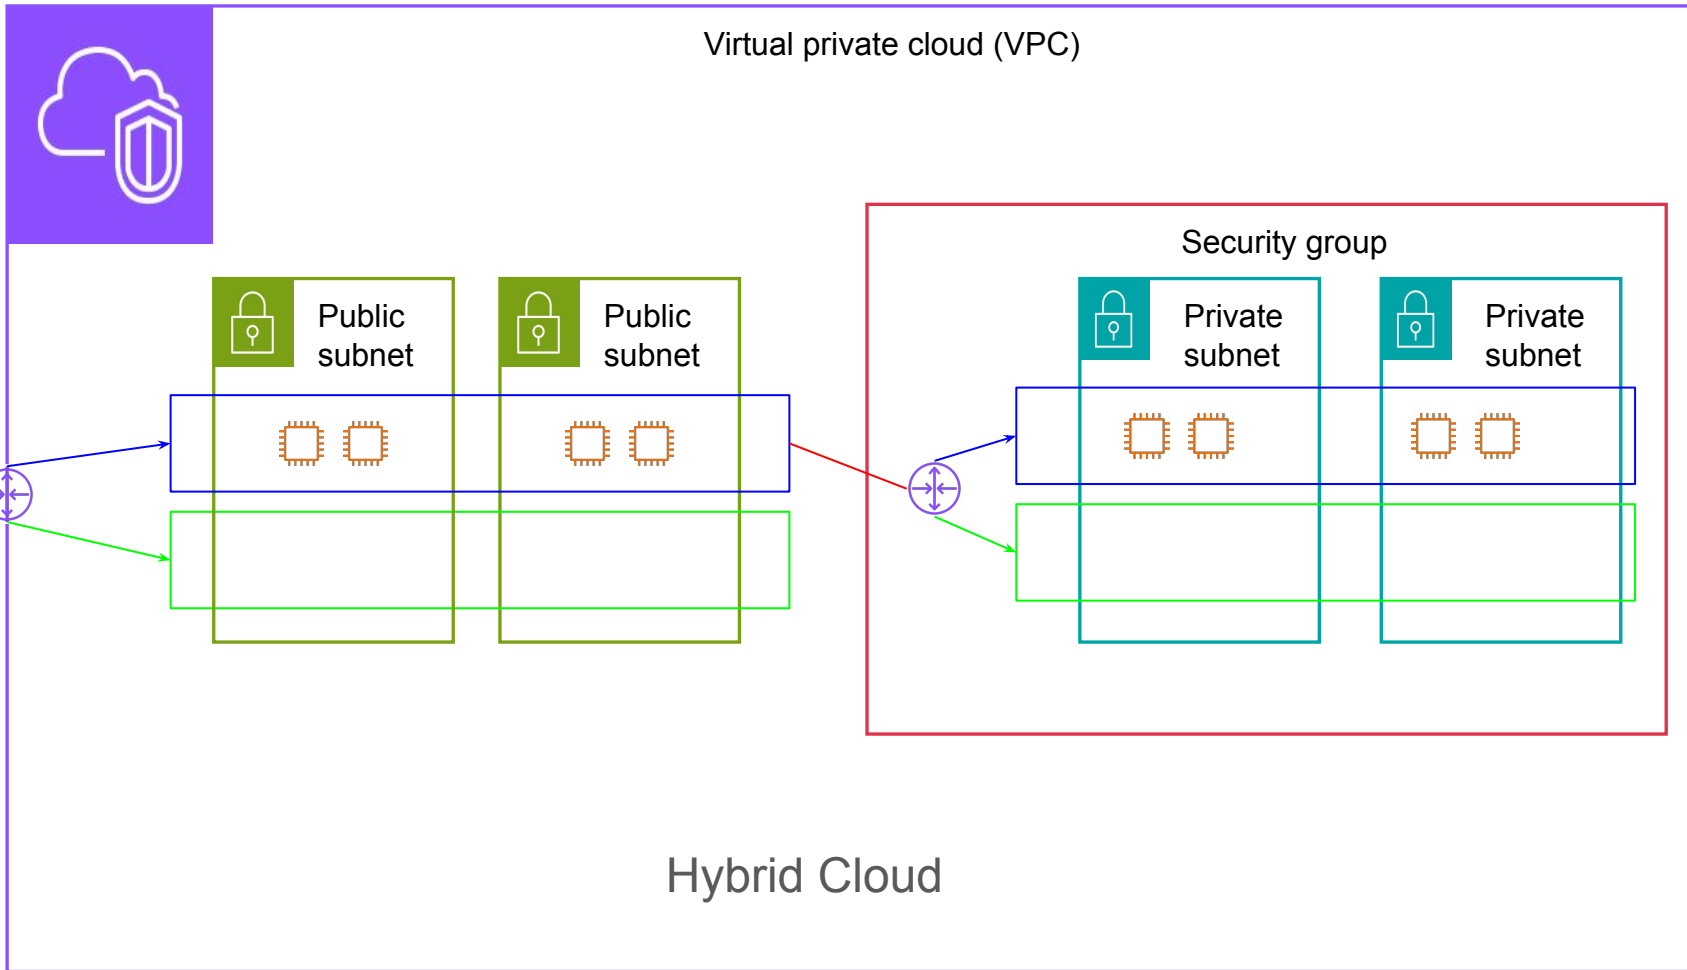 Virtual private cloud (VPC)
Security group
Public
subnet
Public
subnet
Private
subnet
Private
subnet
Hybrid Cloud